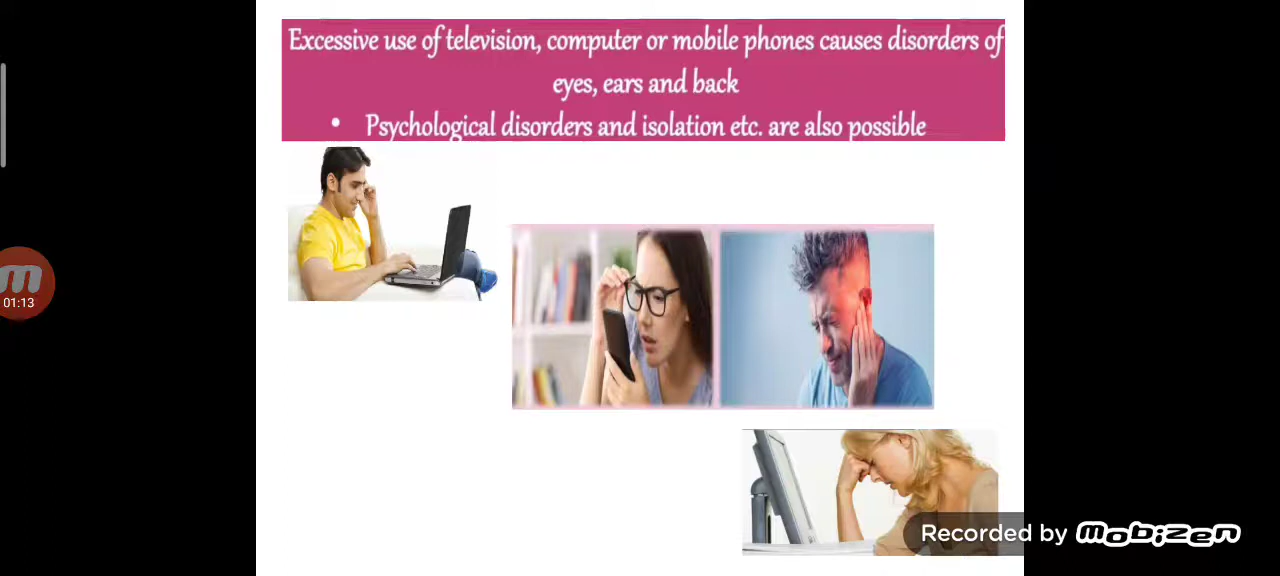 Excessive use of television, computer or mobile phones causes disorders of
eyes, ears and back
• Psychological disorders and isolation etc. are also possible
01:13
Recorded by MOBIZEN